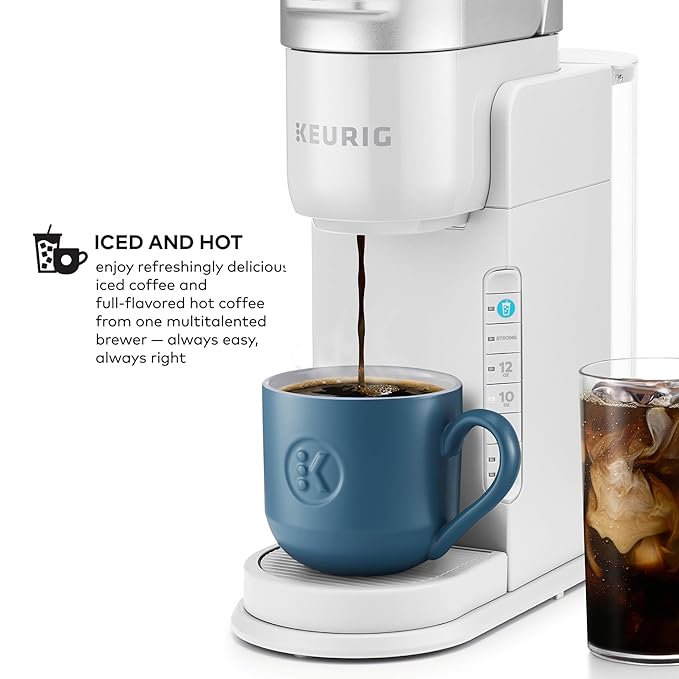 KEURIG
ICED AND HOT
enjoy refreshingly delicious
iced coffee and
full-flavored hot coffee
from one multitalented
brewer — always easy,
always right
STRONG
12
OZ
10
OZ
K